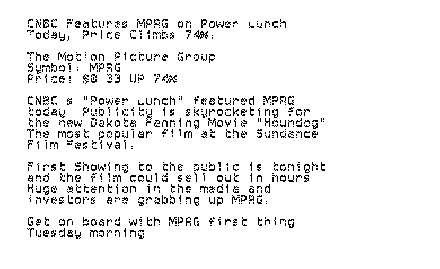 CNBC Features MPRG on Power Lunch
Today, Price Climbs 74%.
The Motion Picture Group
Symbol: MPRG
Price: $0.33 UP 74%
CNBC's "Power Lunch" featured MPRG
today. Publicity is skyrocketing for
the new Dakota Fanning Movie "Houndog"
The most popular film at the Sundance
Film Festival.
First Showing to the public is tonight
and the film could sell out in hours
Huge attention in the media and
investors are grabbing up MPRG.
Get on board with MPRG first thing
Tuesday morning